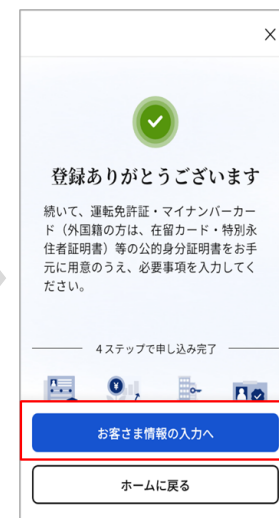 登録ありがとうございます
続いて、運転免許証・マイナンバーカー
ド（外国籍の方は、在留カード・特別永
住者証明書）等の公的身分証明書をお手
元に用意のうえ、必要事項を入力してく
ださい。
4ステップで申し込み完了
お客さま情報の入力へ
ホームに戻る